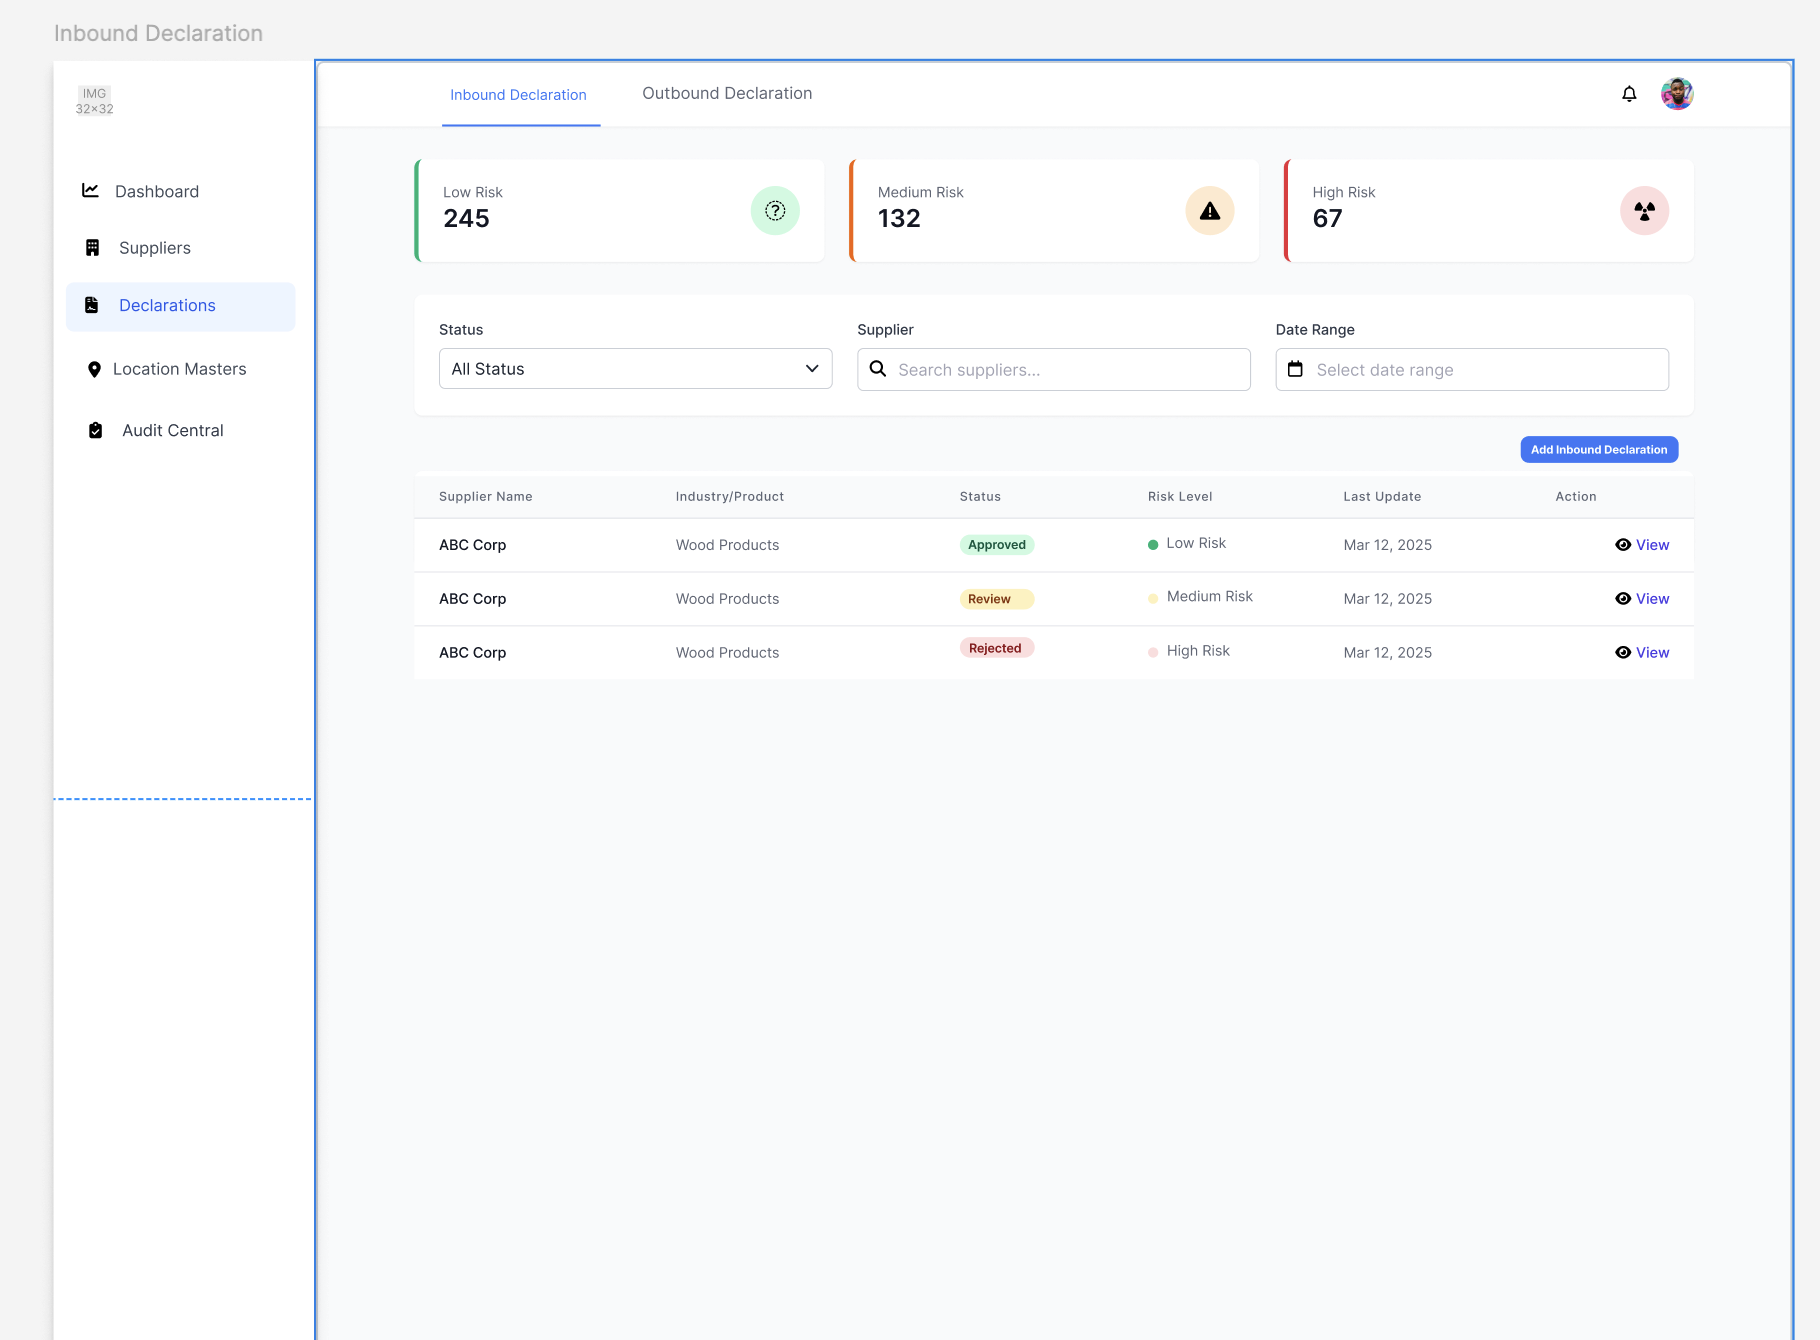 Inbound Declaration
IMG
32×32
Dashboard
Suppliers
Declarations
Location Masters
Audit Central
Inbound Declaration
Outbound Declaration
Low Risk
245
Medium Risk
132
High Risk
67
Status
All Status
Supplier
Search suppliers...
Date Range
Select date range
Add Inbound Declaration
Supplier Name Industry/Product Status Risk Level Last Update Action
ABC Corp Wood Products Approved Low Risk Mar 12, 2025 View
ABC Corp Wood Products Review Medium Risk Mar 12, 2025 View
ABC Corp Wood Products Rejected High Risk Mar 12, 2025 View